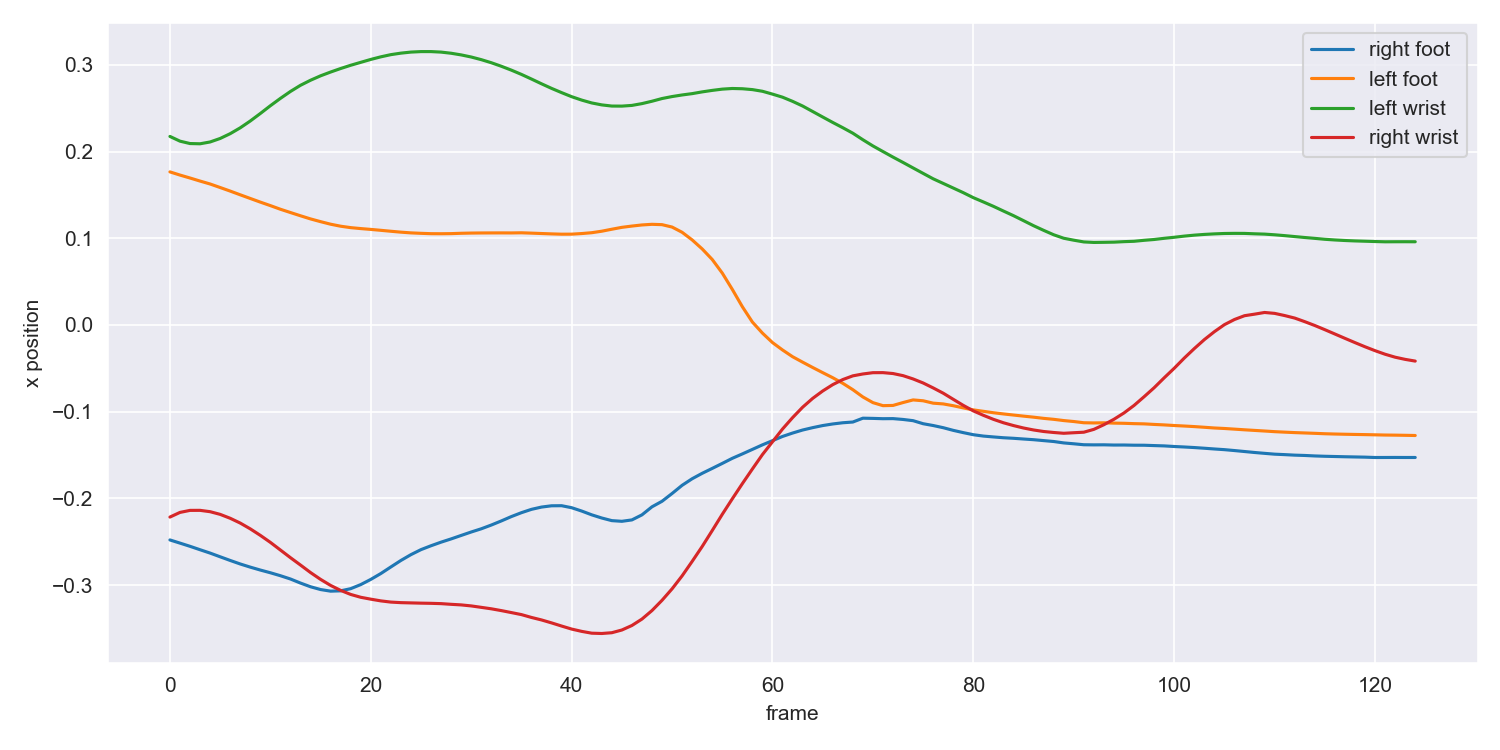 right foot
left foot
left wrist
right wrist
0.3
0.2
0.1
0.0
−0.1
−0.2
−0.3
x position
0 20 40 60 80 100 120
frame